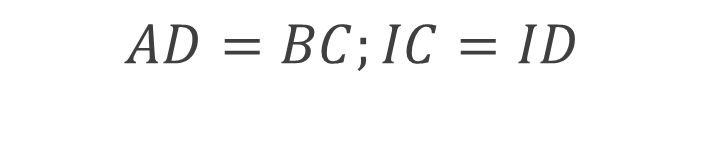 AD = BC; IC = ID